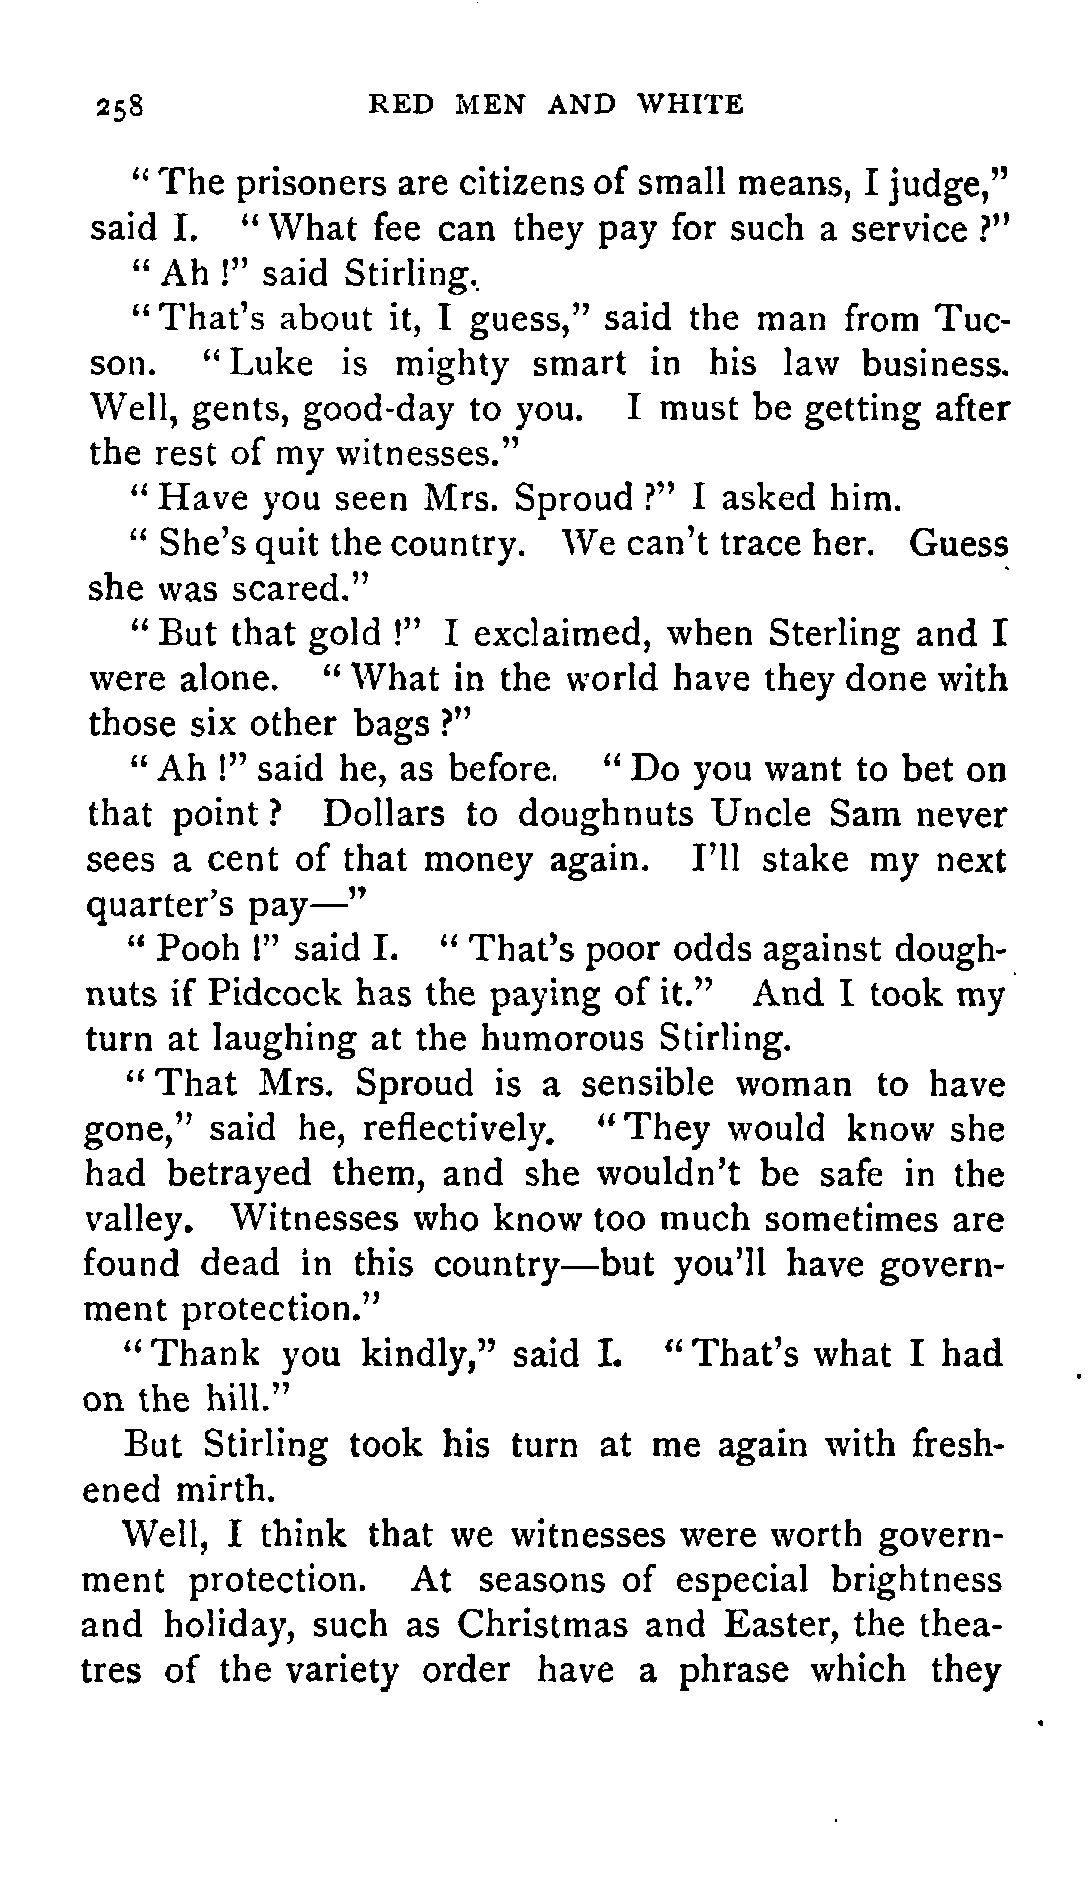 258 RED MEN AND WHITE
"The prisoners are citizens of small means, I judge,"
said I. "What fee can they pay for such a service?"
"Ah!" said Stirling.
"That's about it, I guess," said the man from Tuc-
son. "Luke is mighty smart in his law business.
Well, gents, good-day to you. I must be getting after
the rest of my witnesses."
"Have you seen Mrs. Sproud?" I asked him.
"She's quit the country. We can't trace her. Guess
she was scared."
"But that gold!" I exclaimed, when Sterling and I
were alone. "What in the world have they done with
those six other bags?"
"Ah!" said he, as before. "Do you want to bet on
that point? Dollars to doughnuts Uncle Sam never
sees a cent of that money again. I'll stake my next
quarter's pay—"
"Pooh!" said I. "That's poor odds against dough-
nuts if Pidcock has the paying of it." And I took my
turn at laughing at the humorous Stirling.
"That Mrs. Sproud is a sensible woman to have
gone," said he, reflectively. "They would know she
had betrayed them, and she wouldn't be safe in the
valley. Witnesses who know too much sometimes are
found dead in this country—but you'll have govern-
ment protection."
"Thank you kindly," said I. "That's what I had
on the hill."
But Stirling took his turn at me again with fresh-
ened mirth.
Well, I think that we witnesses were worth govern-
ment protection. At seasons of especial brightness
and holiday, such as Christmas and Easter, the thea-
tres of the variety order have a phrase which they